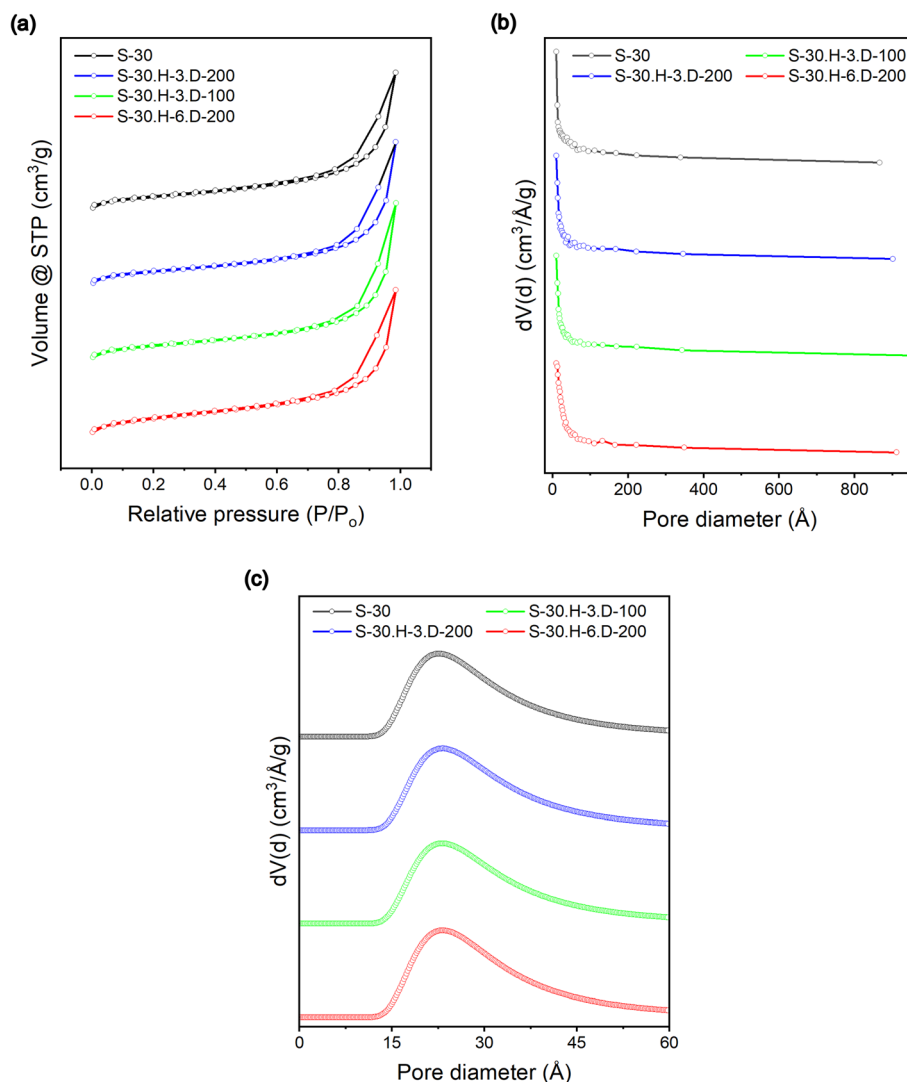 (a)
S-30
S-30.H-3.D-200
S-30.H-3.D-100
S-30.H-6.D-200
Volume @ STP (cm³/g)
0.0 0.2 0.4 0.6 0.8 1.0
Relative pressure (P/Pₒ)
(b)
S-30 S-30.H-3.D-100
S-30.H-3.D-200 S-30.H-6.D-200
dV(d) (cm³/Å/g)
0 200 400 600 800
Pore diameter (Å)
(c)
S-30 S-30.H-3.D-100
S-30.H-3.D-200 S-30.H-6.D-200
dV(d) (cm³/Å/g)
0 15 30 45 60
Pore diameter (Å)